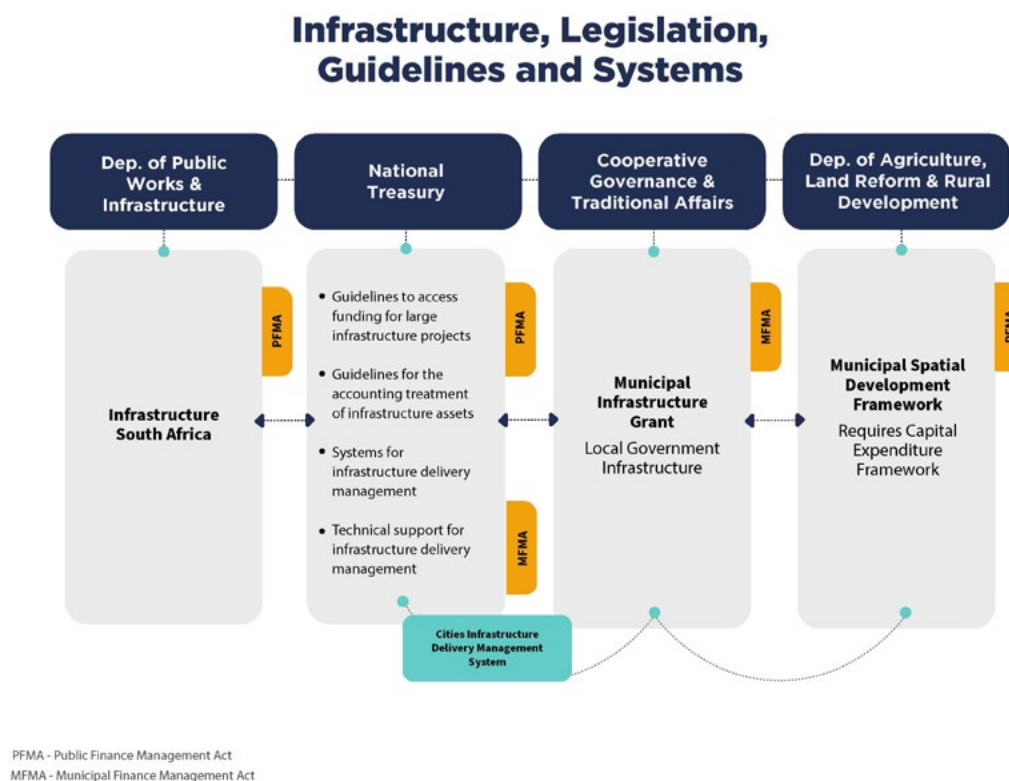 Infrastructure, Legislation,
Guidelines and Systems
Dep. of Public
Works &
Infrastructure
National
Treasury
Cooperative
Governance &
Traditional Affairs
Dep. of Agriculture,
Land Reform & Rural
Development
Infrastructure
South Africa
PFMA
• Guidelines to access
funding for large
infrastructure projects
• Guidelines for the
accounting treatment
of infrastructure assets
• Systems for
infrastructure delivery
management
• Technical support for
infrastructure delivery
management
PFMA
MFMA
Municipal
Infrastructure
Grant
Local Government
Infrastructure
MFMA
Municipal Spatial
Development
Framework
Requires Capital
Expenditure
Framework
PFMA
Cities Infrastructure
Delivery Management
System
PFMA - Public Finance Management Act
MFMA - Municipal Finance Management Act